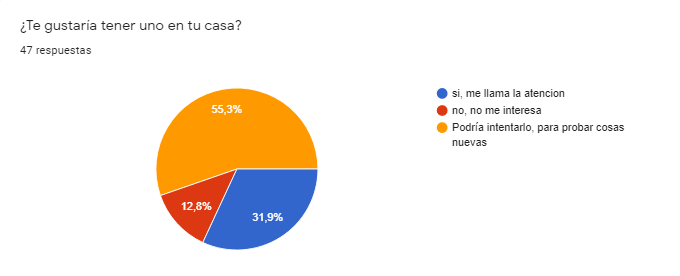 ¿Te gustaría tener uno en tu casa?
47 respuestas
55,3%
12,8%
31,9%
si, me llama la atencion
no, no me interesa
Podría intentarlo, para probar cosas
nuevas